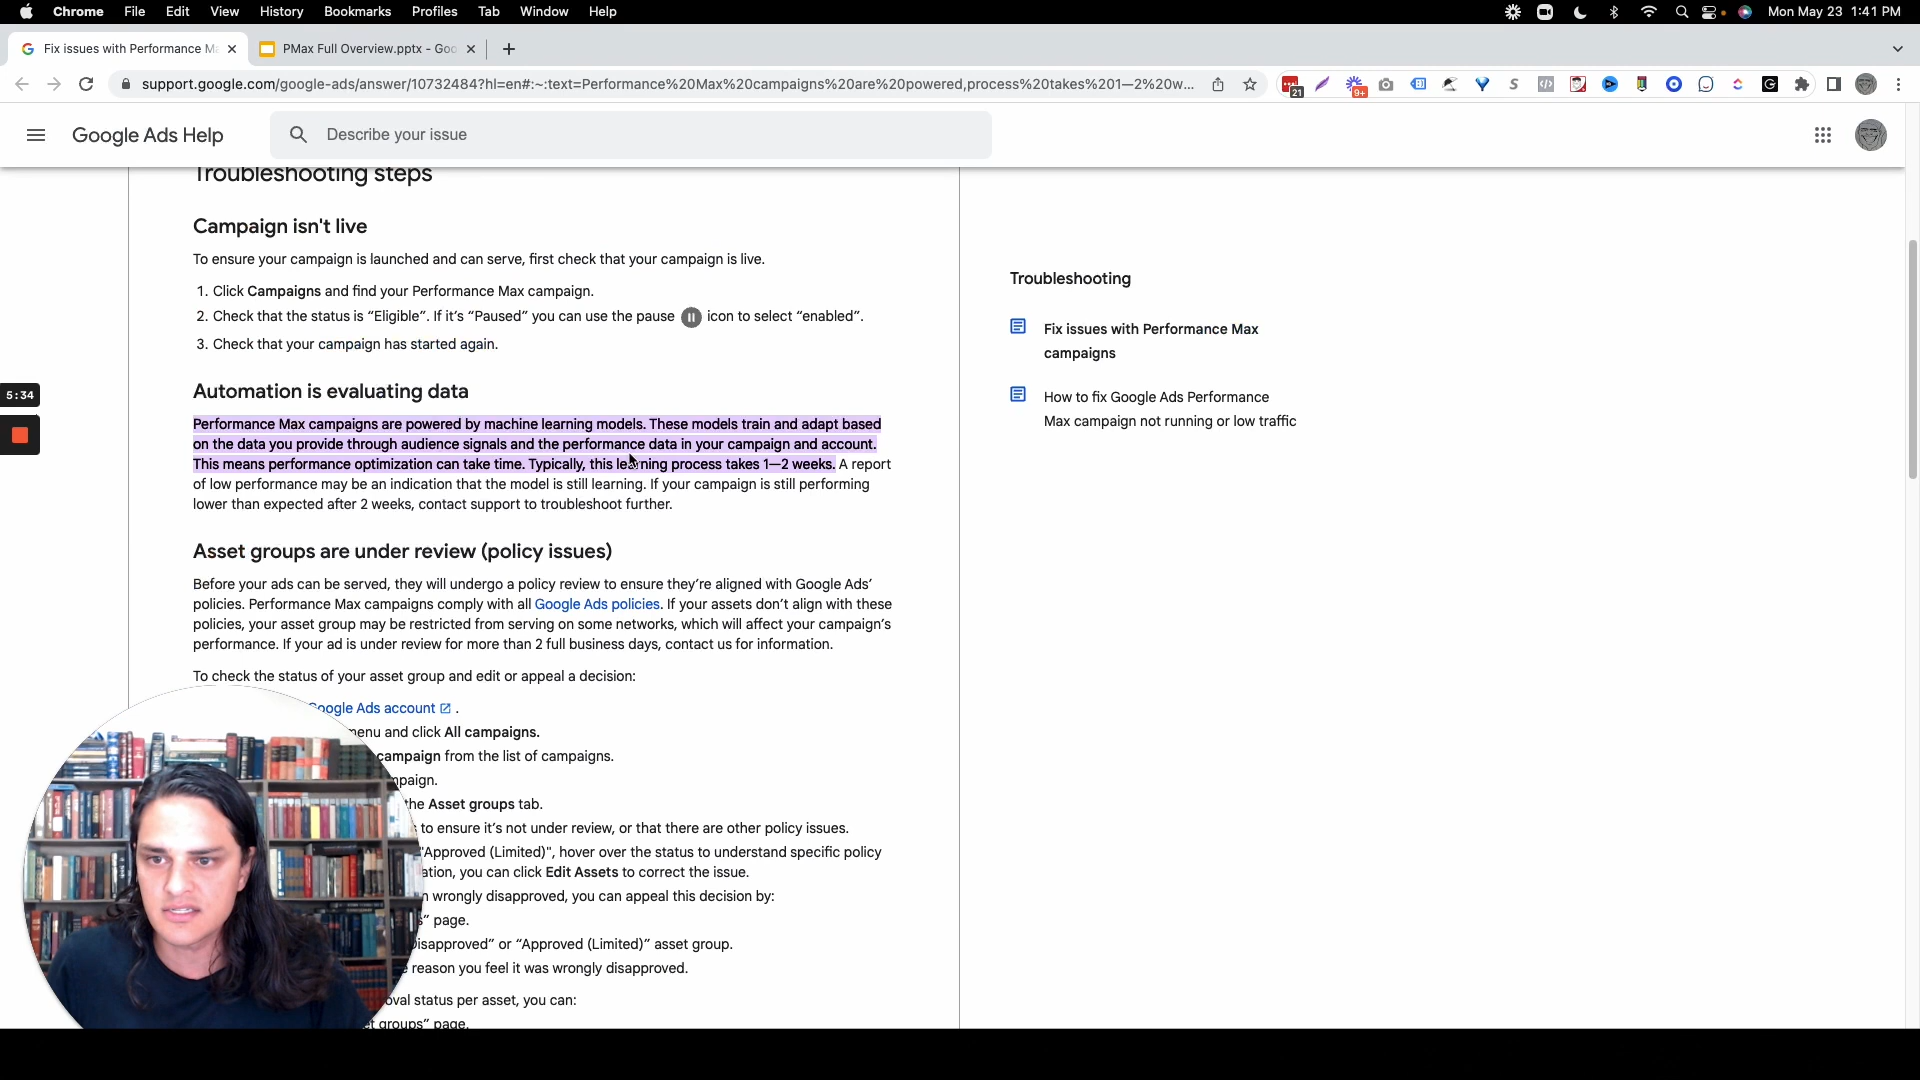 Chrome File Edit View History Bookmarks Profiles Tab Window Help Mon May 23 1:41 PM
Fix issues with Performance Ma PMax Full Overview.pptx - Goo
support.google.com/google-ads/answer/10732484?hl=en#:~:text=Performance%20Max%20campaigns%20are%20powered,process%20takes%201—2%20w... 21 9+
Google Ads Help Describe your issue
Troubleshooting steps
Campaign isn't live
To ensure your campaign is launched and can serve, first check that your campaign is live.
1. Click Campaigns and find your Performance Max campaign.
2. Check that the status is “Eligible”. If it’s “Paused” you can use the pause icon to select “enabled”.
3. Check that your campaign has started again.
Automation is evaluating data
Performance Max campaigns are powered by machine learning models. These models train and adapt based
on the data you provide through audience signals and the performance data in your campaign and account.
This means performance optimization can take time. Typically, this learning process takes 1—2 weeks. A report
of low performance may be an indication that the model is still learning. If your campaign is still performing
lower than expected after 2 weeks, contact support to troubleshoot further.
Asset groups are under review (policy issues)
Before your ads can be served, they will undergo a policy review to ensure they’re aligned with Google Ads’
policies. Performance Max campaigns comply with all Google Ads policies. If your assets don’t align with these
policies, your asset group may be restricted from serving on some networks, which will affect your campaign’s
performance. If your ad is under review for more than 2 full business days, contact us for information.
To check the status of your asset group and edit or appeal a decision:
Google Ads account .
menu and click All campaigns.
campaign from the list of campaigns.
mpaign.
the Asset groups tab.
to ensure it’s not under review, or that there are other policy issues.
"Approved (Limited)", hover over the status to understand specific policy
ation, you can click Edit Assets to correct the issue.
n wrongly disapproved, you can appeal this decision by:
s” page.
Disapproved” or “Approved (Limited)” asset group.
e reason you feel it was wrongly disapproved.
oval status per asset, you can:
et groups” page.
Troubleshooting
Fix issues with Performance Max
campaigns
How to fix Google Ads Performance
Max campaign not running or low traffic
5:34